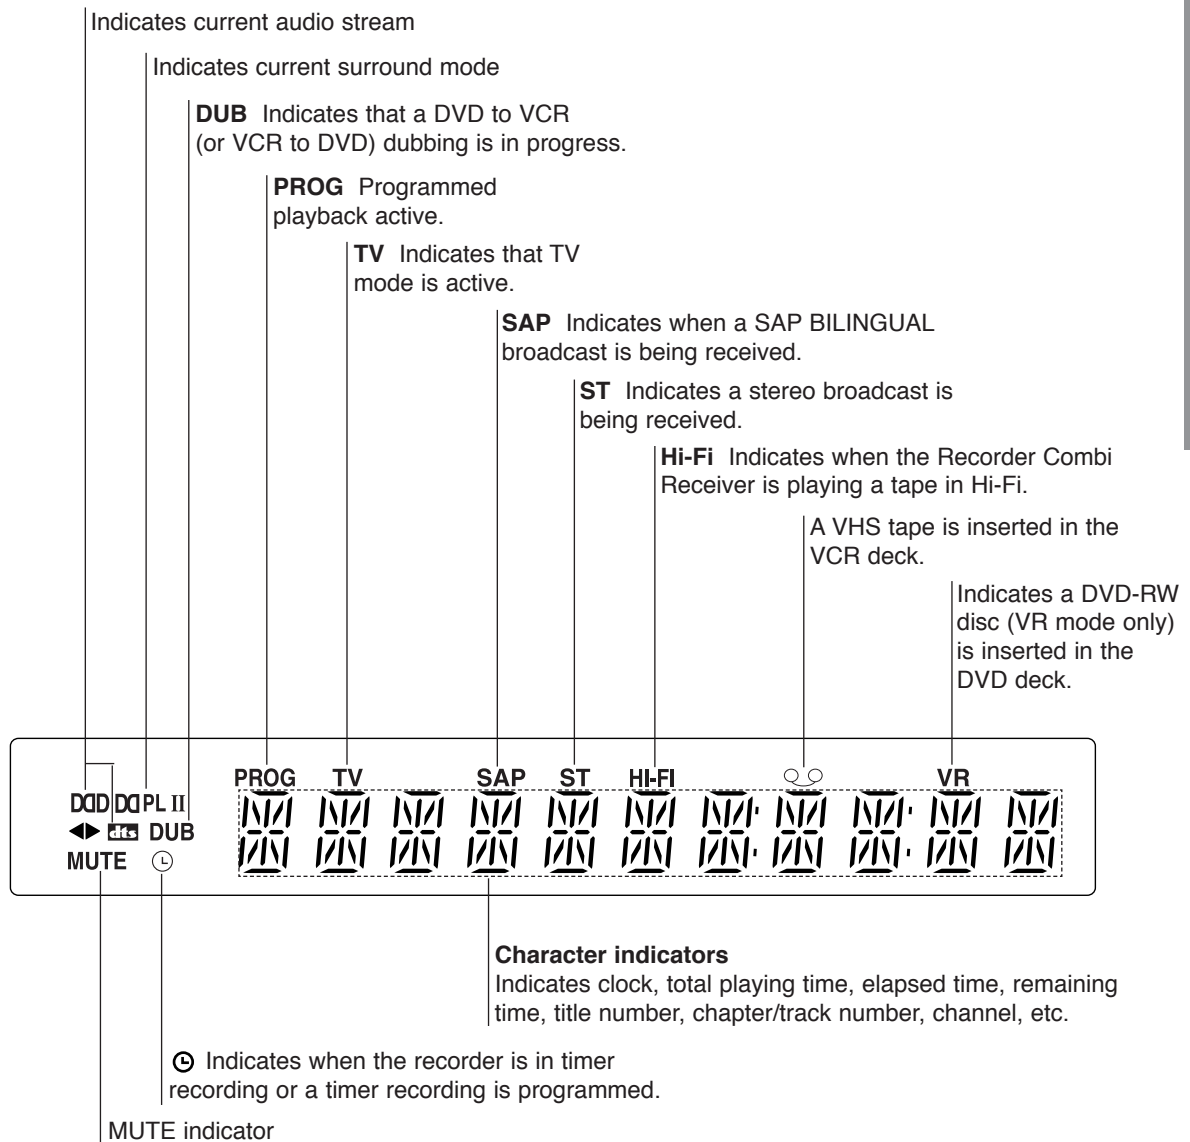 Indicates current audio stream
Indicates current surround mode
DUB Indicates that a DVD to VCR
(or VCR to DVD) dubbing is in progress.
PROG Programmed
playback active.
TV Indicates that TV
mode is active.
SAP Indicates when a SAP BILINGUAL
broadcast is being received.
ST Indicates a stereo broadcast is
being received.
Hi-Fi Indicates when the Recorder Combi
Receiver is playing a tape in Hi-Fi.
A VHS tape is inserted in the
VCR deck.
Indicates a DVD-RW
disc (VR mode only)
is inserted in the
DVD deck.
PROG TV SAP ST HI-FI VR
D PL II
dts DUB
MUTE
Character indicators
Indicates clock, total playing time, elapsed time, remaining
time, title number, chapter/track number, channel, etc.
Indicates when the recorder is in timer
recording or a timer recording is programmed.
MUTE indicator